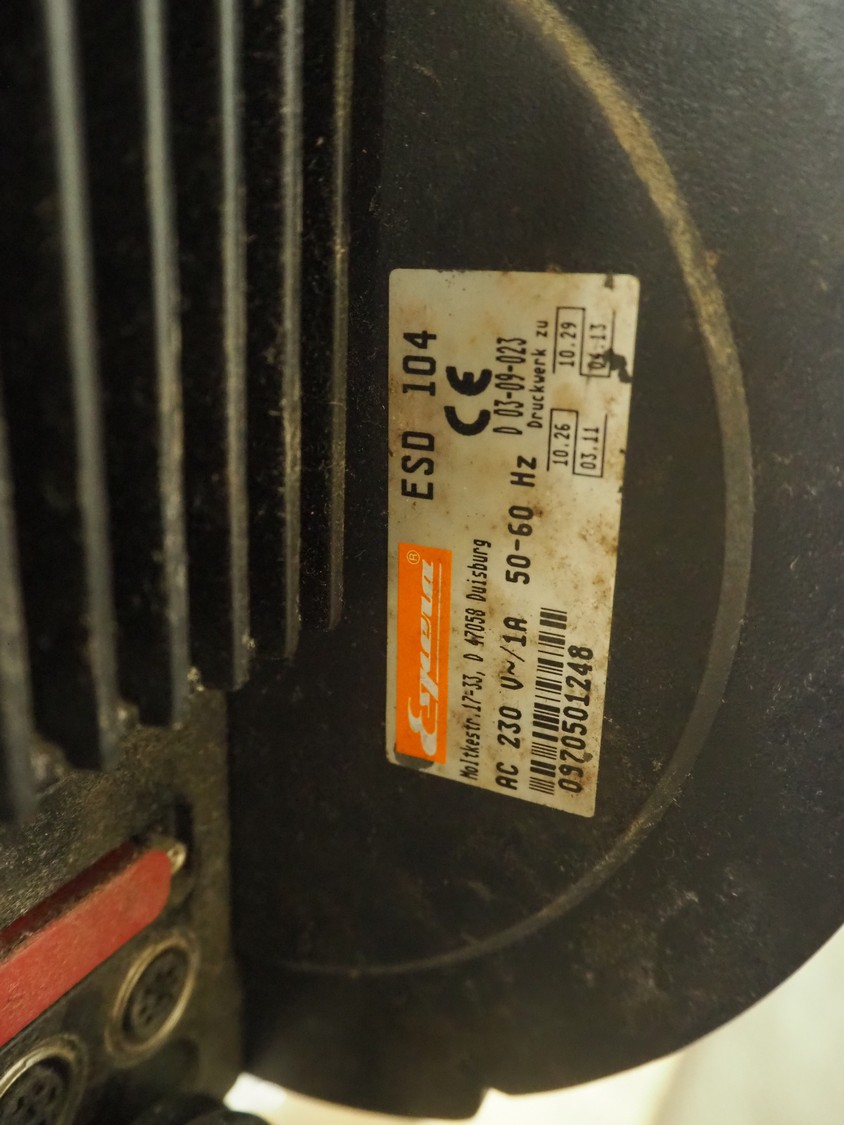 Espera®
ESD 104
CE
Moltkestr.17-33, D 47058 Duisburg
D 03-09-023
AC 230 V~/1A 50-60 Hz
Druckwerk zu
10.26
03.11
10.29
04.13
0970501248